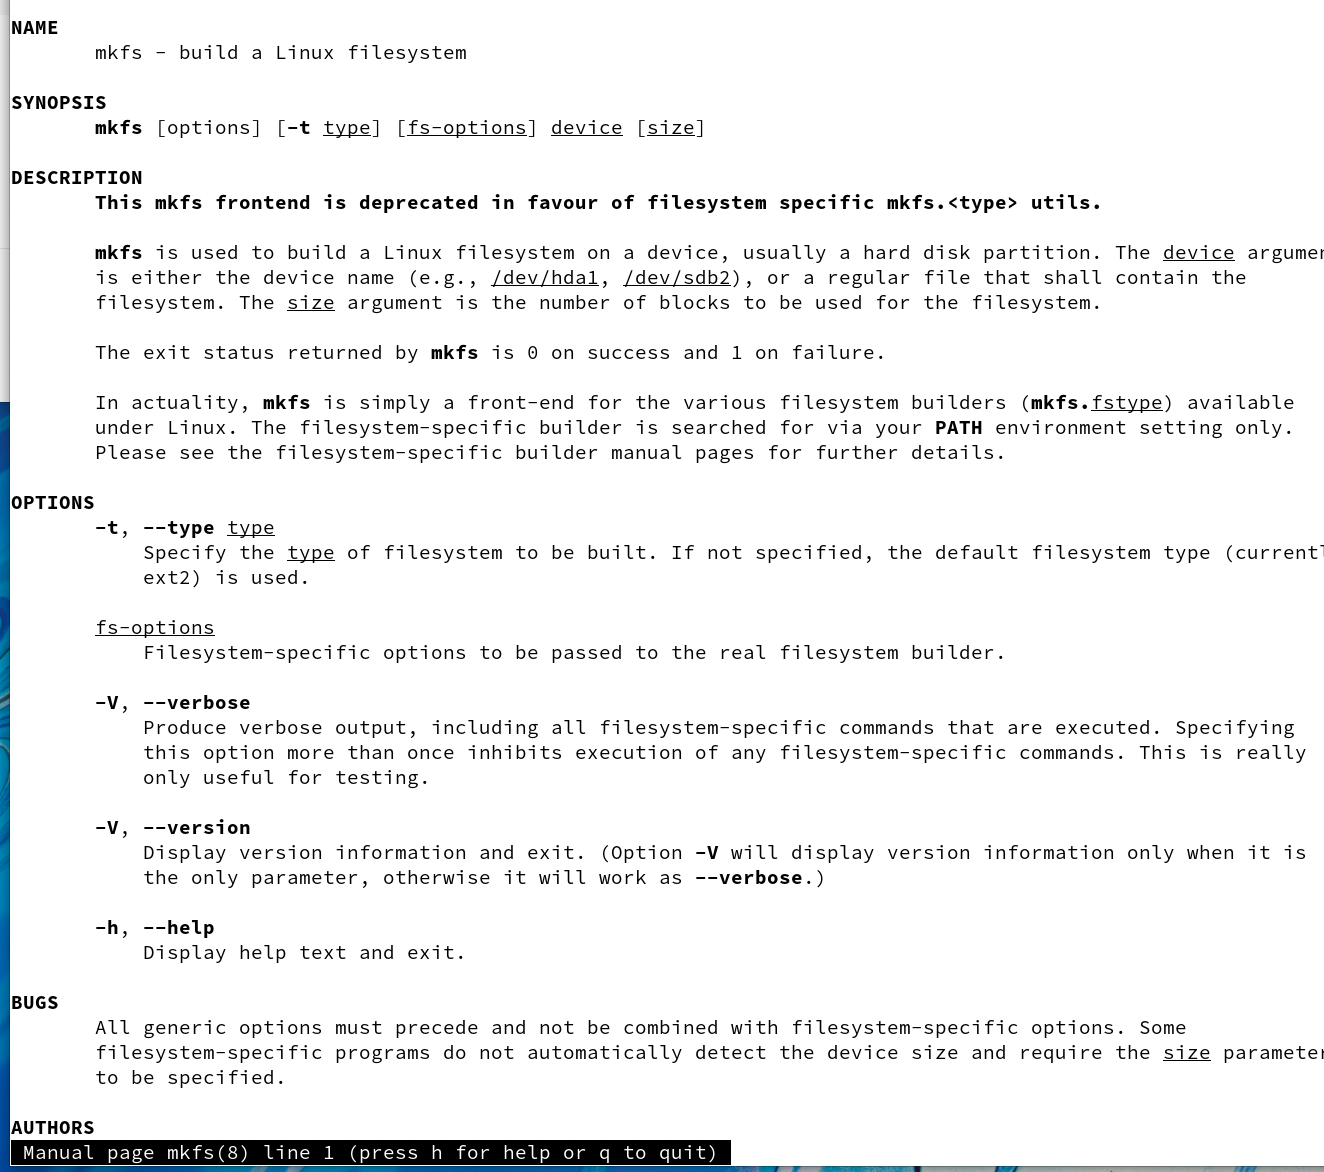 NAME
mkfs - build a Linux filesystem
SYNOPSIS
mkfs [options] [-t type] [fs-options] device [size]
DESCRIPTION
This mkfs frontend is deprecated in favour of filesystem specific mkfs.<type> utils.
mkfs is used to build a Linux filesystem on a device, usually a hard disk partition. The device argumen
is either the device name (e.g., /dev/hda1, /dev/sdb2), or a regular file that shall contain the
filesystem. The size argument is the number of blocks to be used for the filesystem.
The exit status returned by mkfs is 0 on success and 1 on failure.
In actuality, mkfs is simply a front-end for the various filesystem builders (mkfs.fstype) available
under Linux. The filesystem-specific builder is searched for via your PATH environment setting only.
Please see the filesystem-specific builder manual pages for further details.
OPTIONS
-t, --type type
Specify the type of filesystem to be built. If not specified, the default filesystem type (currentl
ext2) is used.
fs-options
Filesystem-specific options to be passed to the real filesystem builder.
-V, --verbose
Produce verbose output, including all filesystem-specific commands that are executed. Specifying
this option more than once inhibits execution of any filesystem-specific commands. This is really
only useful for testing.
-V, --version
Display version information and exit. (Option -V will display version information only when it is
the only parameter, otherwise it will work as --verbose.)
-h, --help
Display help text and exit.
BUGS
All generic options must precede and not be combined with filesystem-specific options. Some
filesystem-specific programs do not automatically detect the device size and require the size parameter
to be specified.
AUTHORS
Manual page mkfs(8) line 1 (press h for help or q to quit)